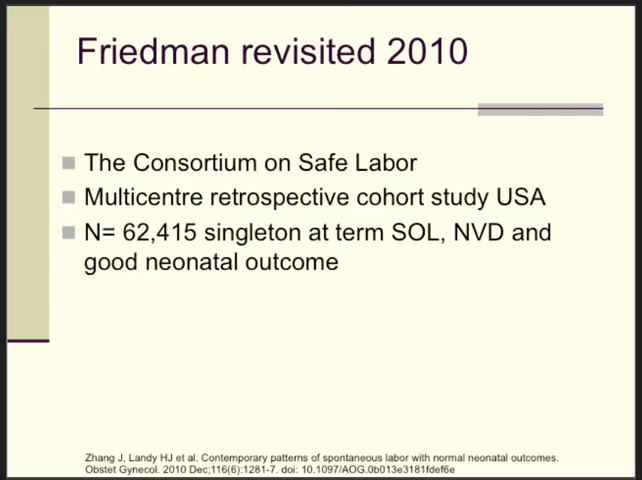 Friedman revisited 2010
The Consortium on Safe Labor
Multicentre retrospective cohort study USA
N= 62,415 singleton at term SOL, NVD and
good neonatal outcome
Zhang J, Landy HJ et al. Contemporary patterns of spontaneous labor with normal neonatal outcomes.
Obstet Gynecol. 2010 Dec;116(6):1281-7. doi: 10.1097/AOG.0b013e3181fdef6e